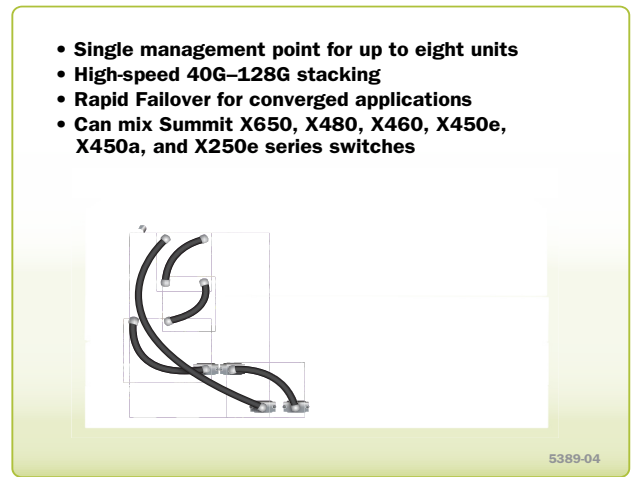 • Single management point for up to eight units
• High-speed 40G–128G stacking
• Rapid Failover for converged applications
• Can mix Summit X650, X480, X460, X450e,
X450a, and X250e series switches
5389-04